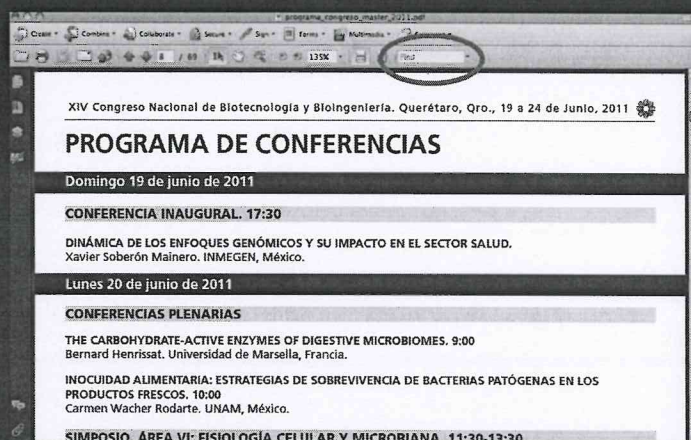 programa_congreso_master_2011.pdf
Create Combine Collaborate Secure Sign Forms Multimedia Comment
8 / 135% Find
XIV Congreso Nacional de Biotecnología y Bioingeniería. Querétaro, Qro., 19 a 24 de Junio, 2011
PROGRAMA DE CONFERENCIAS
Domingo 19 de junio de 2011
CONFERENCIA INAUGURAL. 17:30
DINÁMICA DE LOS ENFOQUES GENÓMICOS Y SU IMPACTO EN EL SECTOR SALUD.
Xavier Soberón Mainero. INMEGEN, México.
Lunes 20 de junio de 2011
CONFERENCIAS PLENARIAS
THE CARBOHYDRATE-ACTIVE ENZYMES OF DIGESTIVE MICROBIOMES. 9:00
Bernard Henrissat. Universidad de Marsella, Francia.
INOCUIDAD ALIMENTARIA: ESTRATEGIAS DE SOBREVIVENCIA DE BACTERIAS PATÓGENAS EN LOS
PRODUCTOS FRESCOS. 10:00
Carmen Wacher Rodarte. UNAM, México.
SIMPOSIO. ÁREA VI: FISIOLOGÍA CELULAR Y MICROBIANA. 11:30-13:30